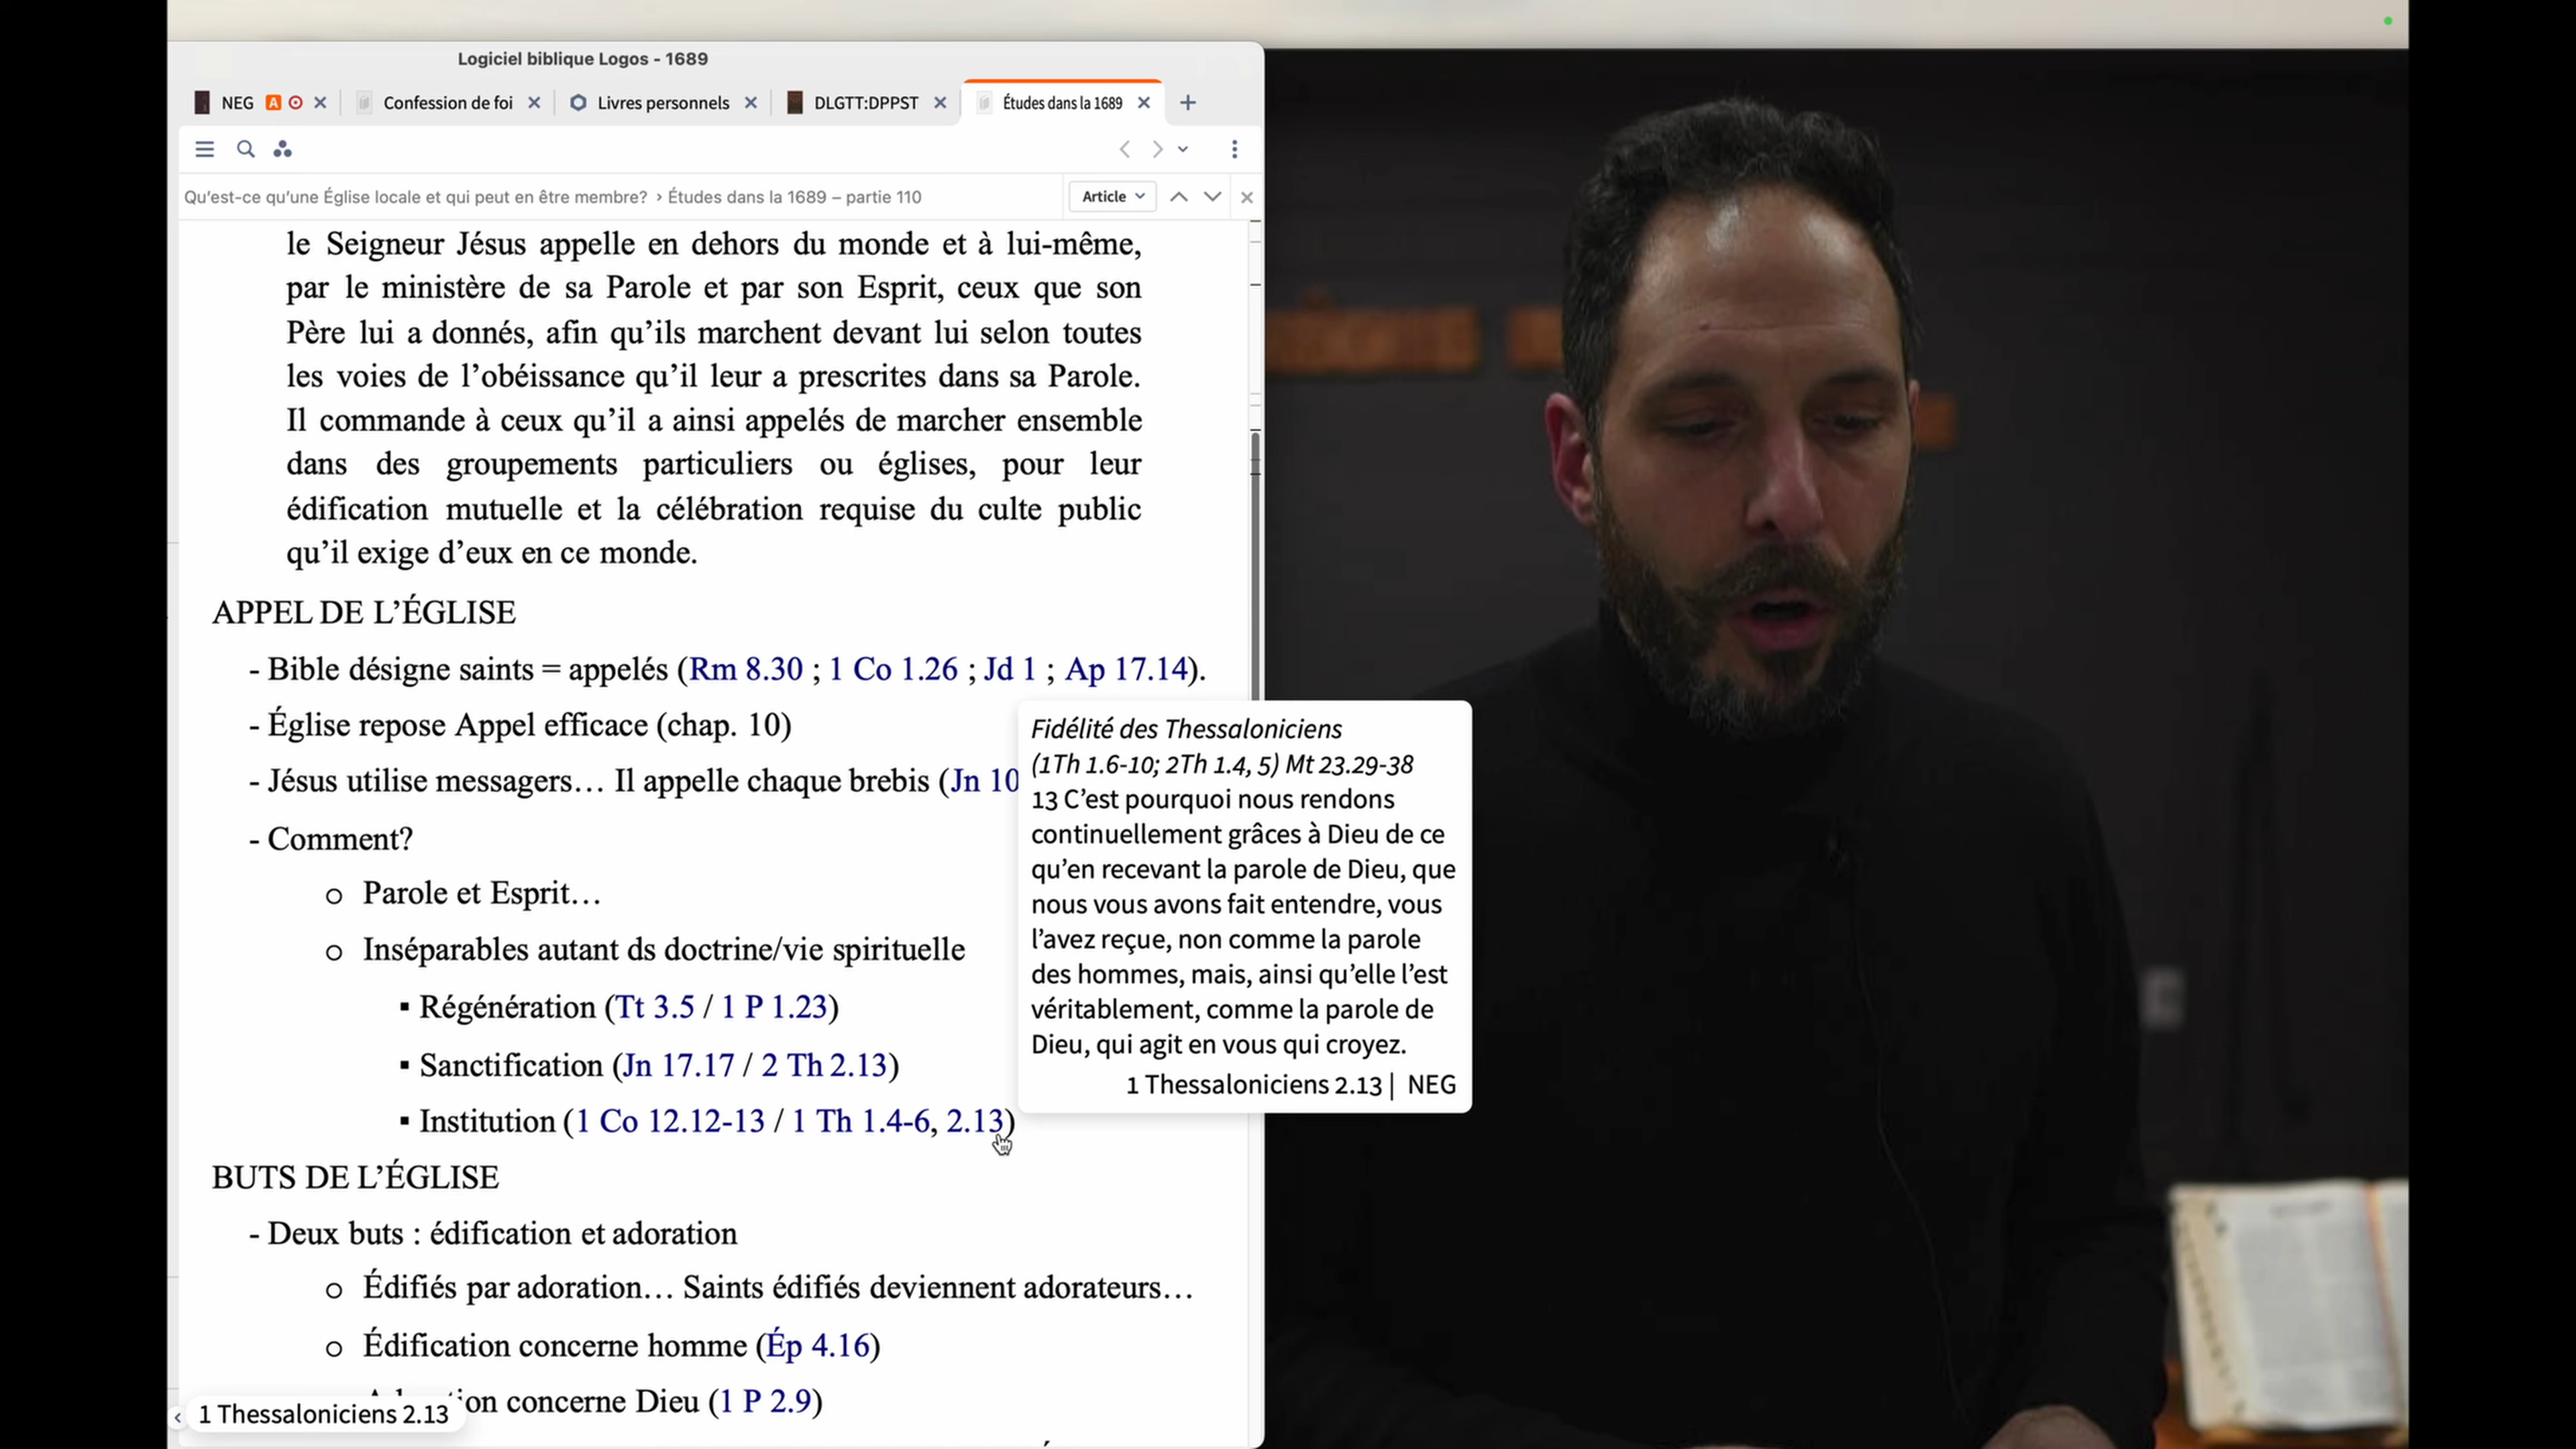 Logiciel biblique Logos - 1689
NEG A
Confession de foi
Livres personnels
DLGTT:DPPST
Études dans la 1689
Qu’est-ce qu’une Église locale et qui peut en être membre? › Études dans la 1689 – partie 110
Article
le Seigneur Jésus appelle en dehors du monde et à lui-même,
par le ministère de sa Parole et par son Esprit, ceux que son
Père lui a donnés, afin qu’ils marchent devant lui selon toutes
les voies de l’obéissance qu’il leur a prescrites dans sa Parole.
Il commande à ceux qu’il a ainsi appelés de marcher ensemble
dans des groupements particuliers ou églises, pour leur
édification mutuelle et la célébration requise du culte public
qu’il exige d’eux en ce monde.
APPEL DE L’ÉGLISE
- Bible désigne saints = appelés (Rm 8.30 ; 1 Co 1.26 ; Jd 1 ; Ap 17.14).
- Église repose Appel efficace (chap. 10)
- Jésus utilise messagers… Il appelle chaque brebis (Jn 10
- Comment?
o Parole et Esprit…
o Inséparables autant ds doctrine/vie spirituelle
▪ Régénération (Tt 3.5 / 1 P 1.23)
▪ Sanctification (Jn 17.17 / 2 Th 2.13)
▪ Institution (1 Co 12.12-13 / 1 Th 1.4-6, 2.13)
BUTS DE L’ÉGLISE
- Deux buts : édification et adoration
o Édifiés par adoration… Saints édifiés deviennent adorateurs…
o Édification concerne homme (Ép 4.16)
concerne Dieu (1 P 2.9)
1 Thessaloniciens 2.13
Fidélité des Thessaloniciens
(1Th 1.6-10; 2Th 1.4, 5) Mt 23.29-38
13 C’est pourquoi nous rendons
continuellement grâces à Dieu de ce
qu’en recevant la parole de Dieu, que
nous vous avons fait entendre, vous
l’avez reçue, non comme la parole
des hommes, mais, ainsi qu’elle l’est
véritablement, comme la parole de
Dieu, qui agit en vous qui croyez.
1 Thessaloniciens 2.13 | NEG